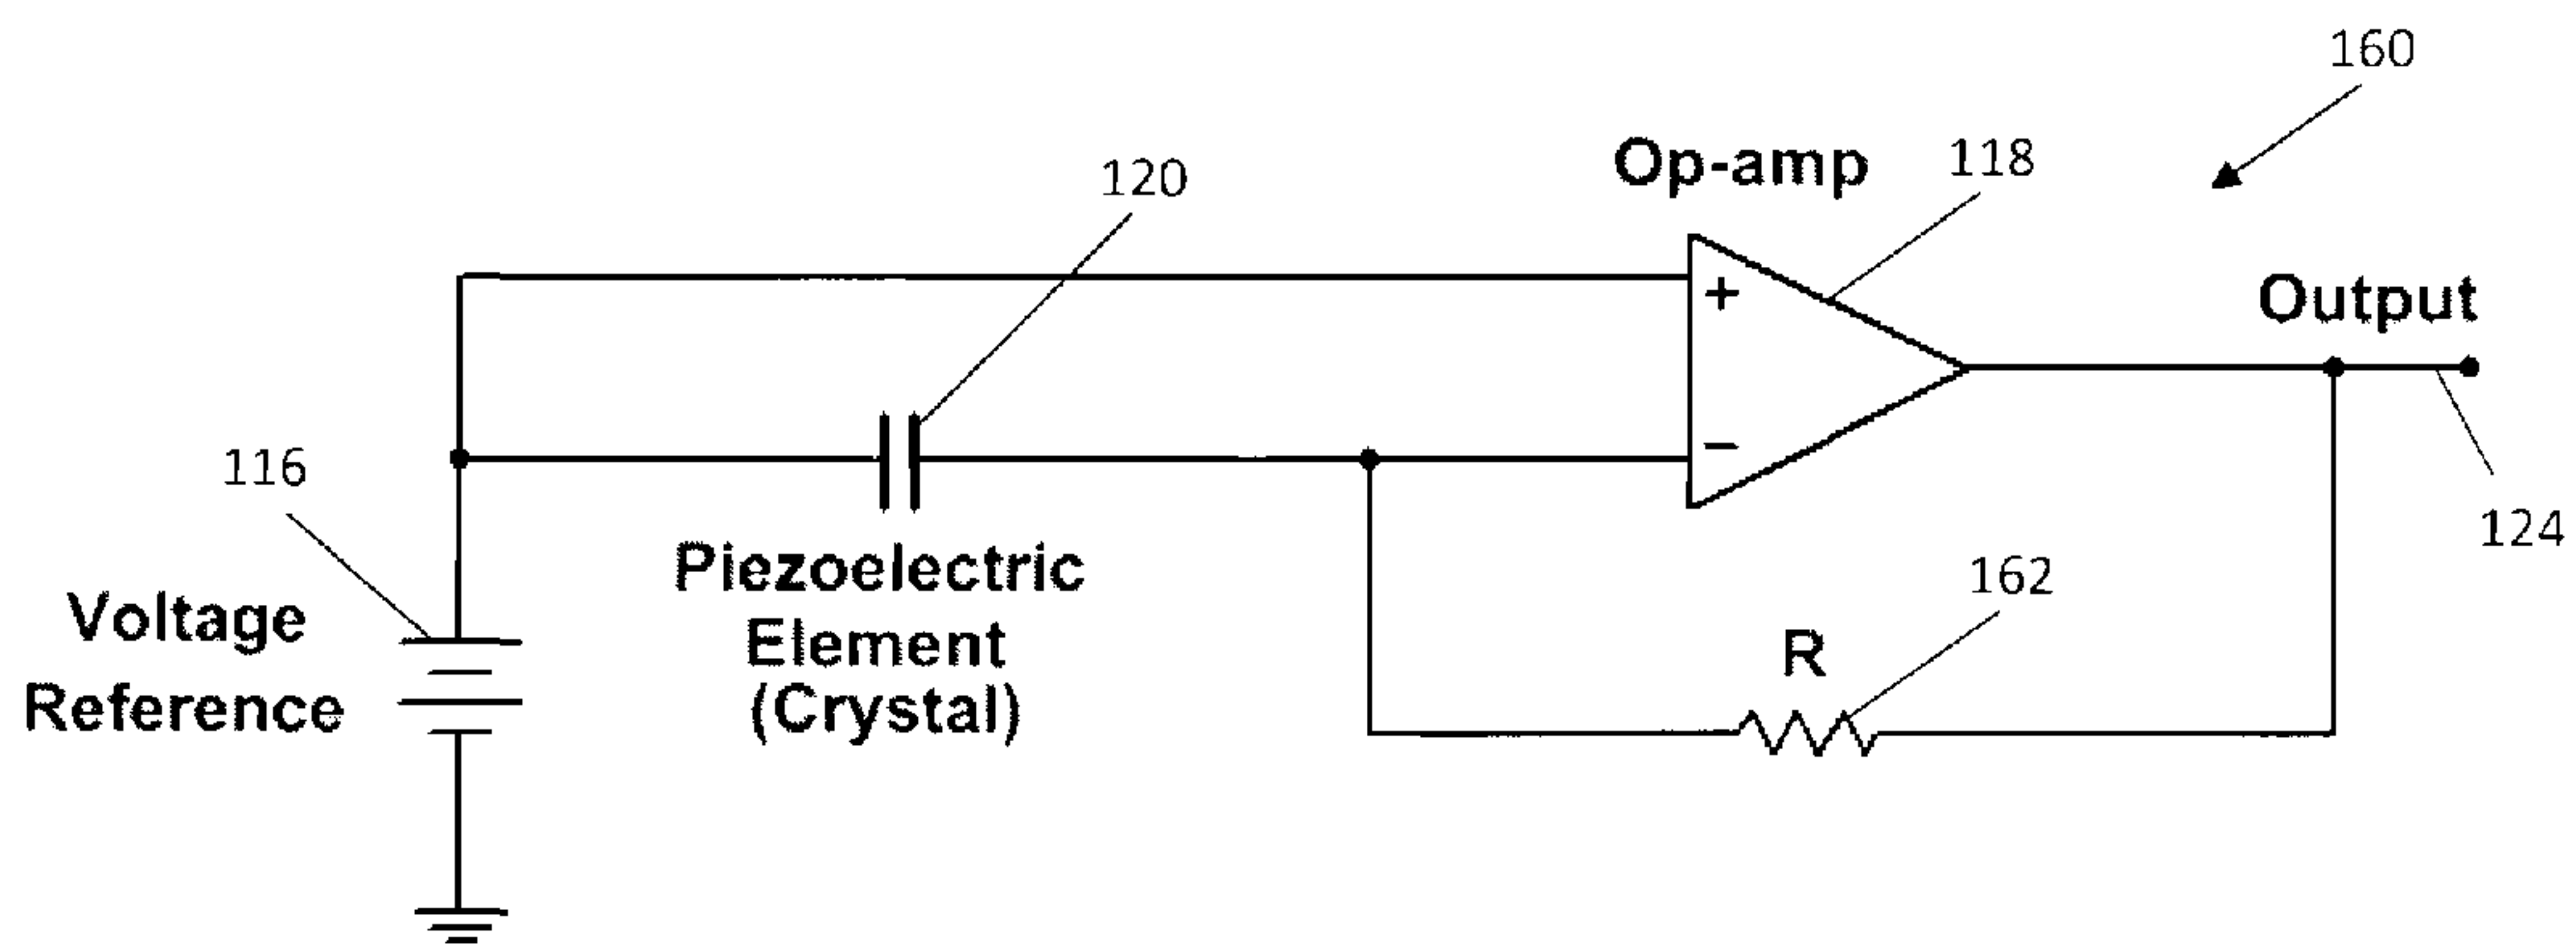 160
Op-amp
118
120
+
Output
116
−
124
Piezoelectric
Element
(Crystal)
Voltage
Reference
162
R